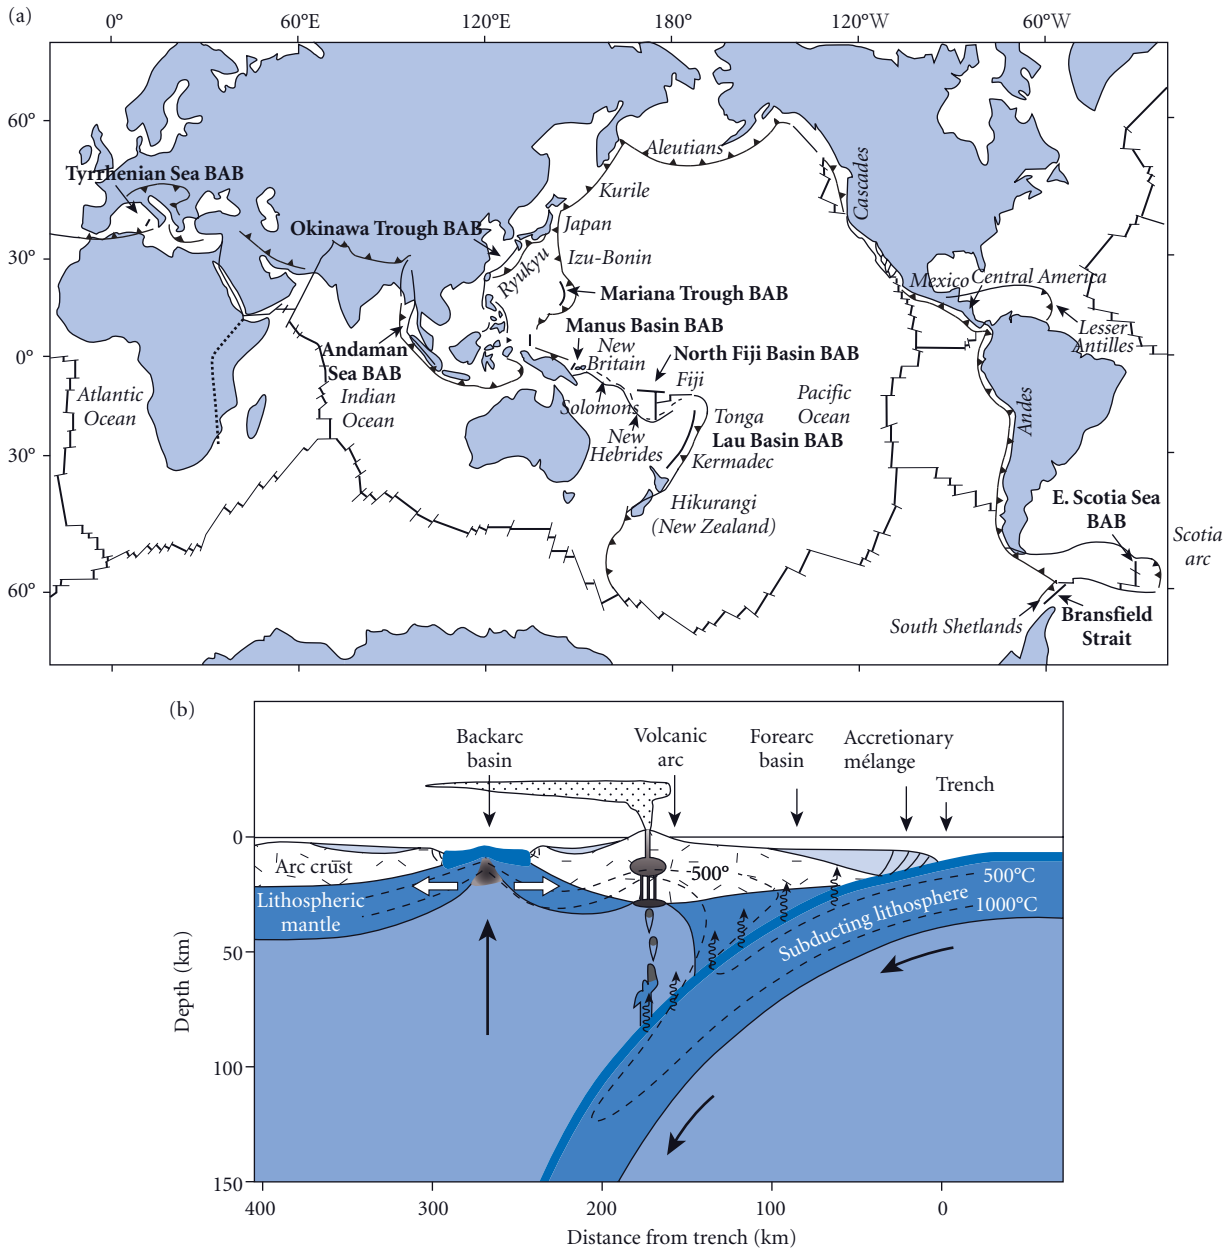 (a)
0° 60°E 120°E 180° 120°W 60°W
60°
30°
0°
30°
60°
Tyrrhenian Sea BAB
Okinawa Trough BAB
Aleutians
Kurile
Japan
Izu-Bonin
Ryukyu
Mariana Trough BAB
Manus Basin BAB
New
Britain
North Fiji Basin BAB
Andaman
Sea BAB
Indian
Ocean
Atlantic
Ocean
Solomons
Fiji
New
Hebrides
Tonga
Lau Basin BAB
Kermadec
Hikurangi
(New Zealand)
Pacific
Ocean
Cascades
Mexico
Central America
Lesser
Antilles
Andes
E. Scotia Sea
BAB
Scotia
arc
South Shetlands
Bransfield
Strait
(b)
Backarc
basin
Volcanic
arc
Forearc
basin
Accretionary
mélange
Trench
Arc crust
Lithospheric
mantle
500°
500°C
1000°C
Subducting lithosphere
Depth (km)
0
50
100
150
400 300 200 100 0
Distance from trench (km)